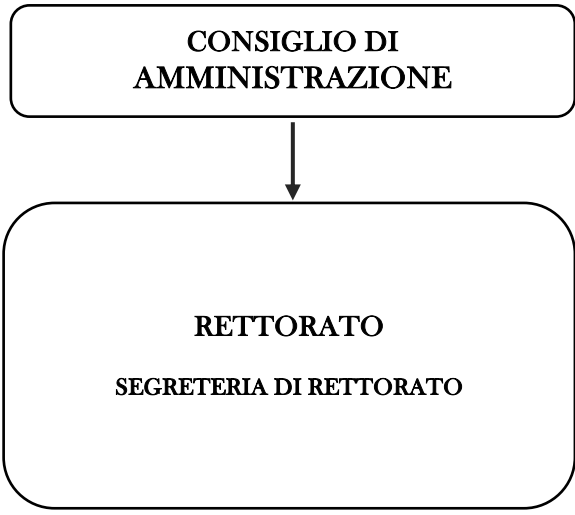 CONSIGLIO DI
AMMINISTRAZIONE
RETTORATO
SEGRETERIA DI RETTORATO